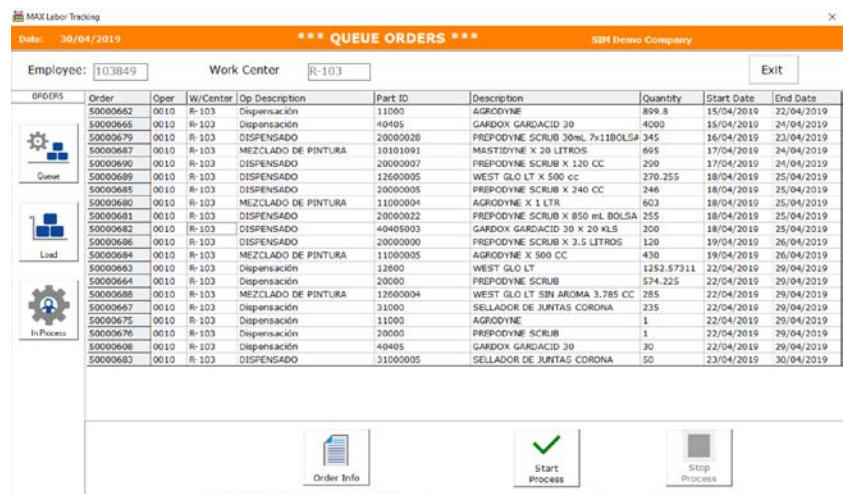 MAX Labor Tracking
Date: 30/04/2019 *** QUEUE ORDERS *** SIM Demo Company
Employee: 103849 Work Center R-103 Exit
ORDERS
Order Oper W/Center Op Description Part ID Description Quantity Start Date End Date
50000662 0010 R-103 Dispensación 11000 AGRODYNE 899.8 15/04/2019 22/04/2019
50000666 0010 R-103 Dispensación 40405 GARDOX GARDACID 30 4000 15/04/2019 24/04/2019
50000679 0010 R-103 DISPENSADO 20000028 PREPODYNE SCRUB 30mL 7x118OLSA 345 16/04/2019 23/04/2019
50000687 0010 R-103 MEZCLADO DE PINTURA 10101091 MASTIDYNE X 20 LITROS 695 17/04/2019 24/04/2019
50000690 0010 R-103 DISPENSADO 20000007 PREPODYNE SCRUB X 120 CC 290 17/04/2019 24/04/2019
50000689 0010 R-103 DISPENSADO 12600005 WEST GLO LT X 500 cc 270.255 18/04/2019 25/04/2019
50000685 0010 R-103 DISPENSADO 20000005 PREPODYNE SCRUB X 240 CC 246 18/04/2019 25/04/2019
50000680 0010 R-103 MEZCLADO DE PINTURA 11000004 AGRODYNE X 1 LTR 603 18/04/2019 25/04/2019
50000681 0010 R-103 DISPENSADO 20000022 PREPODYNE SCRUB X 850 mL BOLSA 255 18/04/2019 25/04/2019
50000682 0010 R-103 DISPENSADO 40405003 GARDOX GARDACID 30 X 20 KLS 200 18/04/2019 25/04/2019
50000686 0010 R-103 DISPENSADO 20000000 PREPODYNE SCRUB X 3.5 LITROS 120 19/04/2019 26/04/2019
50000684 0010 R-103 MEZCLADO DE PINTURA 11000005 AGRODYNE X 500 CC 430 19/04/2019 26/04/2019
50000663 0010 R-103 Dispensación 12600 WEST GLO LT 1252.57311 22/04/2019 29/04/2019
50000664 0010 R-103 Dispensación 20000 PREPODYNE SCRUB 574.225 22/04/2019 29/04/2019
50000688 0010 R-103 MEZCLADO DE PINTURA 12600004 WEST GLO LT SIN AROMA 3.785 CC 285 22/04/2019 29/04/2019
50000667 0010 R-103 Dispensación 31000 SELLADOR DE JUNTAS CORONA 235 22/04/2019 29/04/2019
50000675 0010 R-103 Dispensación 11000 AGRODYNE 1 22/04/2019 29/04/2019
50000676 0010 R-103 Dispensación 20000 PREPODYNE SCRUB 1 22/04/2019 29/04/2019
50000608 0010 R-103 Dispensación 40405 GARDOX GARDACID 30 30 22/04/2019 29/04/2019
50000683 0010 R-103 DISPENSADO 31000005 SELLADOR DE JUNTAS CORONA 50 23/04/2019 30/04/2019
Queue
Load
In Process
Order Info
Start
Process
Stop
Process